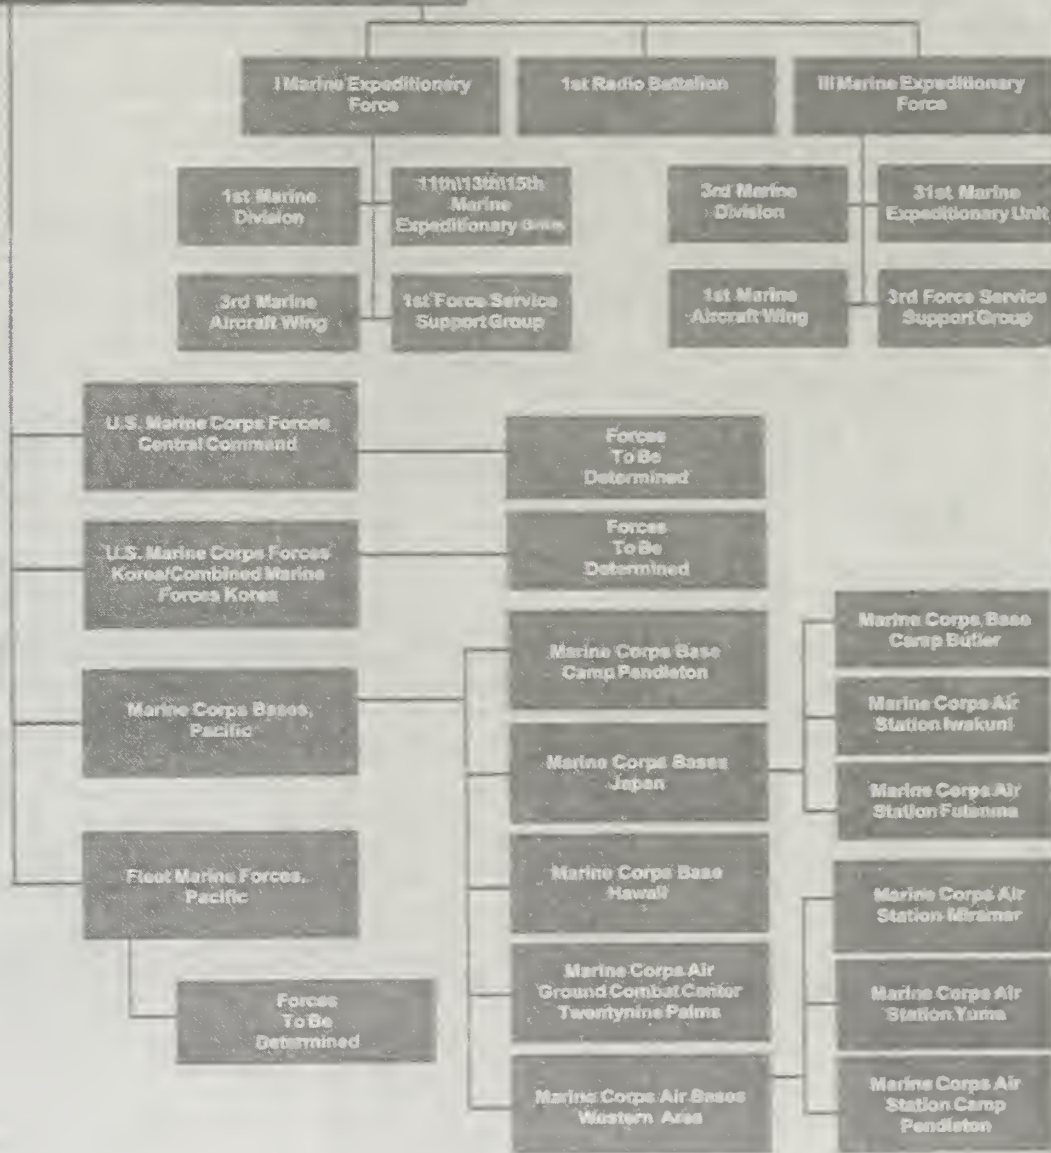 I Marine Expeditionary
Force
1st Radio Battalion
III Marine Expeditionary
Force
1st Marine
Division
11th\13th\15th
Marine
Expeditionary
3rd Marine
Division
31st Marine
Expeditionary Unit
3rd Marine
Aircraft Wing
1st Force Service
Support Group
1st Marine
Aircraft Wing
3rd Force Service
Support Group
U.S. Marine Corps Forces
Central Command
Forces
To Be
Determined
U.S. Marine Corps Forces
Korea/Combined Marine
Forces Korea
Forces
To Be
Determined
Marine Corps Bases,
Pacific
Marine Corps Base
Camp Pendleton
Marine Corps Bases
Japan
Marine Corps Base
Camp Butler
Marine Corps Air
Station Iwakuni
Marine Corps Air
Station Futenma
Fleet Marine Forces,
Pacific
Forces
To Be
Determined
Marine Corps Base
Hawaii
Marine Corps Air
Ground Combat Center
Twentynine Palms
Marine Corps Air Bases
Western Area
Marine Corps Air
Station Miramar
Marine Corps Air
Station Yuma
Marine Corps Air
Station Camp
Pendleton